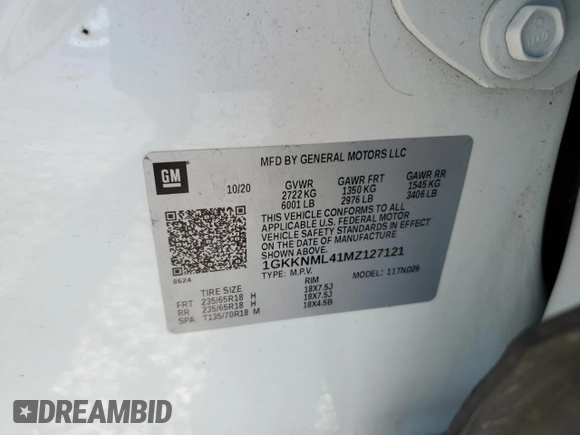 GM
MFD BY GENERAL MOTORS LLC
10/20 GVWR GAWR FRT GAWR RR
2722 KG 1350 KG 1545 KG
6001 LB 2976 LB 3406 LB
THIS VEHICLE CONFORMS TO ALL
APPLICABLE U.S. FEDERAL MOTOR
VEHICLE SAFETY STANDARDS IN EFFECT
ON THE DATE OF MANUFACTURE
SHOWN ABOVE.
1GKKNML41MZ127121
6624 TYPE: M.P.V. MODEL: 11TND26
TIRE SIZE RIM
FRT 235/65R18 H 18X7.5J
RR 235/65R18 H 18X7.5J
SPA T135/70R18 M 18X4.5B
DREAMBID